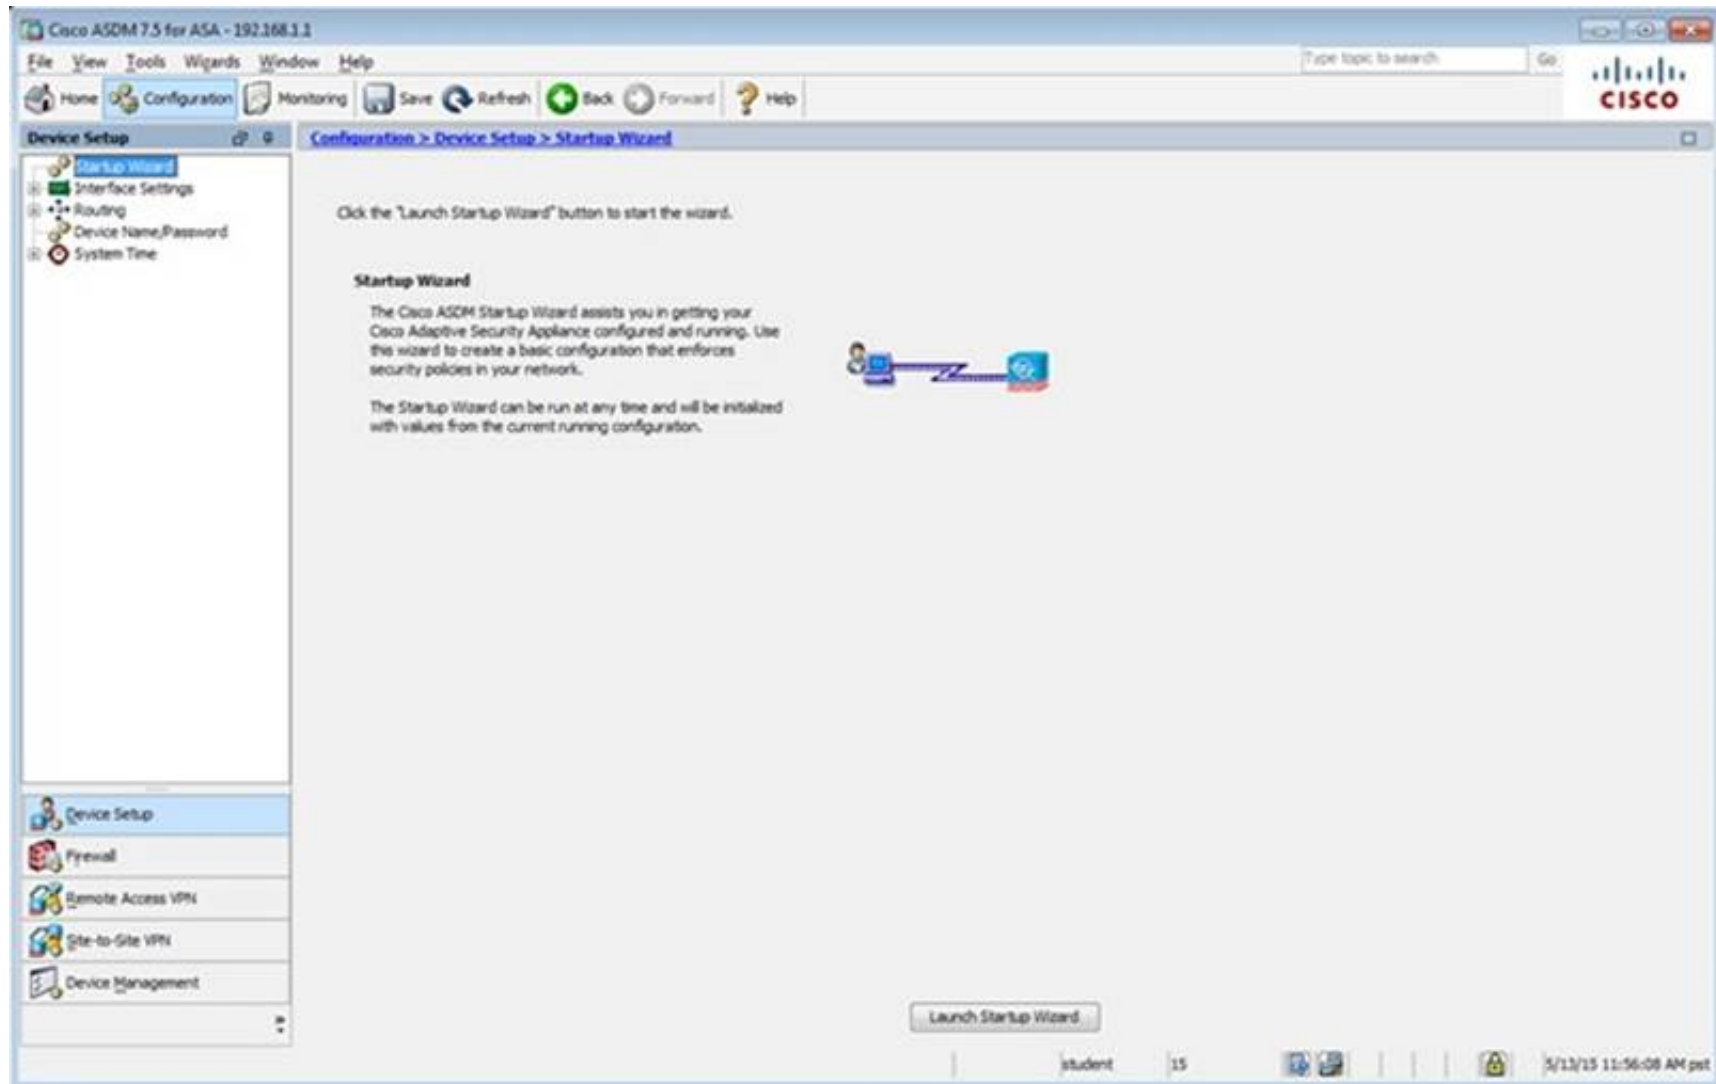 Cisco ASDM 7.5 for ASA - 192.168.1.1
File View Tools Wizards Window Help
Type topic to search Go
Home Configuration Monitoring Save Refresh Back Forward Help
CISCO
Device Setup
Configuration > Device Setup > Startup Wizard
Startup Wizard
Interface Settings
Routing
Device Name/Password
System Time
Click the "Launch Startup Wizard" button to start the wizard.
Startup Wizard
The Cisco ASDM Startup Wizard assists you in getting your
Cisco Adaptive Security Appliance configured and running. Use
this wizard to create a basic configuration that enforces
security policies in your network.
The Startup Wizard can be run at any time and will be initialized
with values from the current running configuration.
Device Setup
Firewall
Remote Access VPN
Site-to-Site VPN
Device Management
Launch Startup Wizard
student 15 5/13/15 11:56:08 AM pst